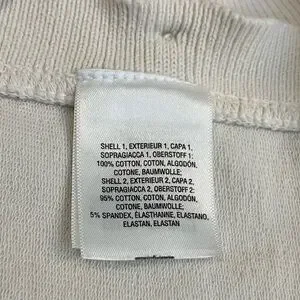 SHELL 1, EXTERIEUR 1, CAPA 1,
SOPRAGIACCA 1, OBERSTOFF 1:
100% COTTON, COTON, ALGODÓN,
COTONE, BAUMWOLLE;
SHELL 2, EXTERIEUR 2, CAPA 2,
SOPRAGIACCA 2, OBERSTOFF 2:
95% COTTON, COTON, ALGODÓN,
COTONE, BAUMWOLLE;
5% SPANDEX, ÉLASTHANNE, ELASTANO,
ELASTAN, ELASTAN